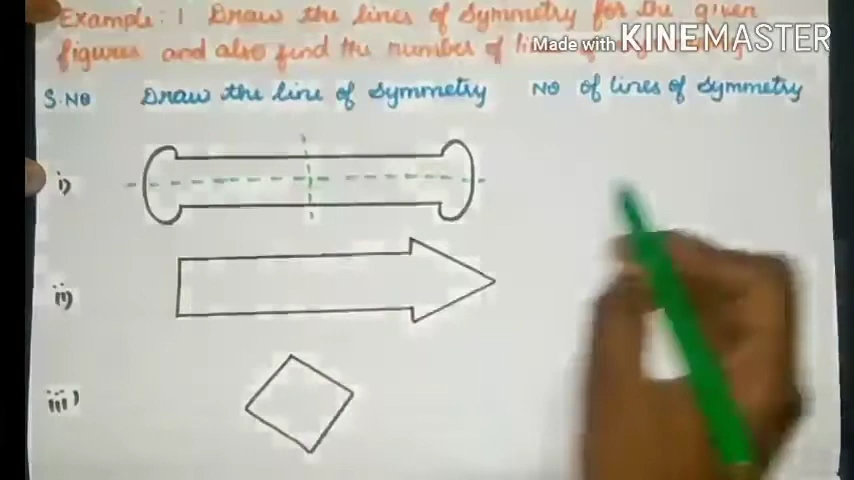 Example: 1 Draw the lines of Symmetry for the given
figures and also find the number of
Made with KINEMASTER
S.NO Draw the line of Symmetry NO of lines of Symmetry
i)
ii)
iii)